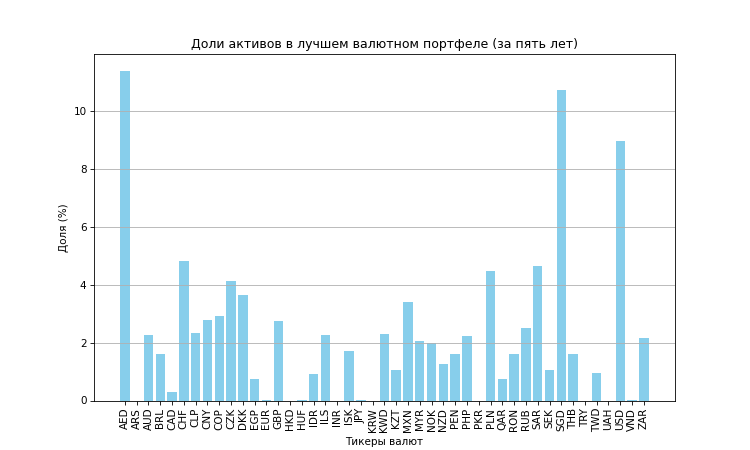 Доли активов в лучшем валютном портфеле (за пять лет)
Доля (%)
10
8
6
4
2
0
AED ARS AUD BRL CAD CHF CLP CNY COP CZK DKK EGP EUR GBP HKD HUF IDR ILS INR ISK JPY KRW KWD KZT MXN MYR NOK NZD PEN PHP PKR PLN QAR RON RUB SAR SEK SGD THB TRY TWD UAH USD VND ZAR
Тикеры валют